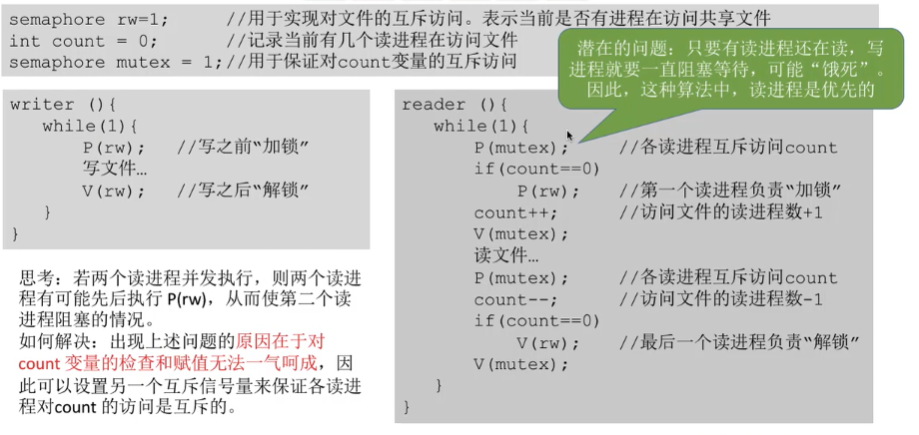 semaphore rw=1;      //用于实现对文件的互斥访问。表示当前是否有进程在访问共享文件
int count = 0;       //记录当前有几个读进程在访问文件
semaphore mutex = 1;//用于保证对count变量的互斥访问
潜在的问题：只要有读进程还在读，写
进程就要一直阻塞等待，可能“饿死”。
因此，这种算法中，读进程是优先的
writer (){
while(1){
P(rw);   //写之前“加锁”
写文件…
V(rw);   //写之后“解锁”
}
}
思考：若两个读进程并发执行，则两个读进
程有可能先后执行 P(rw)，从而使第二个读
进程阻塞的情况。
如何解决：出现上述问题的原因在于对
count 变量的检查和赋值无法一气呵成，因
此可以设置另一个互斥信号量来保证各读进
程对count 的访问是互斥的。
reader (){
while(1){
P(mutex);     //各读进程互斥访问count
if(count==0)
P(rw);    //第一个读进程负责“加锁”
count++;      //访问文件的读进程数+1
V(mutex);
读文件…
P(mutex);     //各读进程互斥访问count
count--;      //访问文件的读进程数-1
if(count==0)
V(rw);    //最后一个读进程负责“解锁”
V(mutex);
}
}